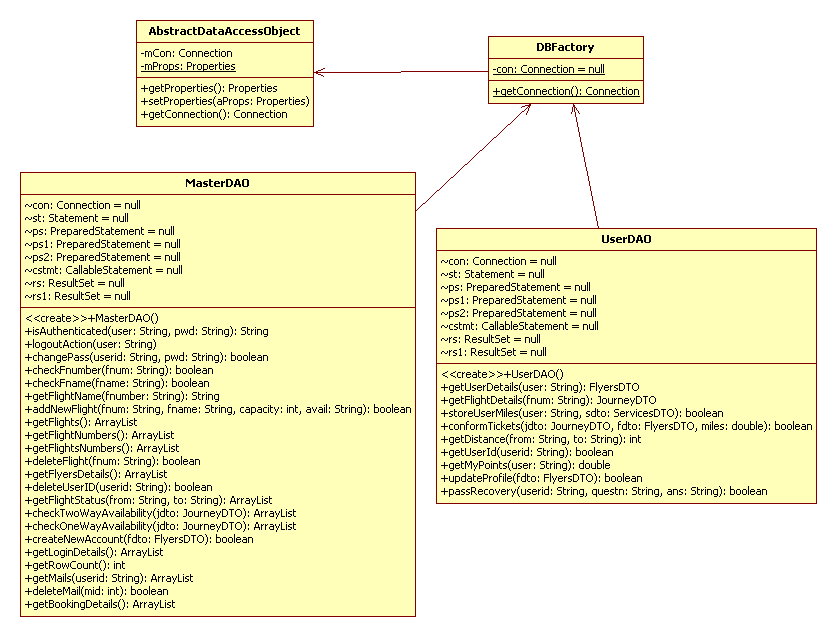 AbstractDataAccessObject
-mCon: Connection
-mProps: Properties
+getProperties(): Properties
+setProperties(aProps: Properties)
+getConnection(): Connection
DBFactory
-con: Connection = null
+getConnection(): Connection
MasterDAO
~con: Connection = null
~st: Statement = null
~ps: PreparedStatement = null
~ps1: PreparedStatement = null
~ps2: PreparedStatement = null
~cstmt: CallableStatement = null
~rs: ResultSet = null
~rs1: ResultSet = null
<<create>>+MasterDAO()
+isAuthenticated(user: String, pwd: String): String
+logoutAction(user: String)
+changePass(userid: String, pwd: String): boolean
+checkFnumber(fnum: String): boolean
+checkFname(fname: String): boolean
+getFlightName(fnumber: String): String
+addNewFlight(fnum: String, fname: String, capacity: int, avail: String): boolean
+getFlights(): ArrayList
+getFlightNumbers(): ArrayList
+getFlightsNumbers(): ArrayList
+deleteFlight(fnum: String): boolean
+getFlyersDetails(): ArrayList
+deleteUserID(userid: String): boolean
+getFlightStatus(from: String, to: String): ArrayList
+checkTwoWayAvailability(jdto: JourneyDTO): ArrayList
+checkOneWayAvailability(jdto: JourneyDTO): ArrayList
+createNewAccount(fdto: FlyersDTO): boolean
+getLoginDetails(): ArrayList
+getRowCount(): int
+getMails(userid: String): ArrayList
+deleteMail(mid: int): boolean
+getBookingDetails(): ArrayList
UserDAO
~con: Connection = null
~st: Statement = null
~ps: PreparedStatement = null
~ps1: PreparedStatement = null
~ps2: PreparedStatement = null
~cstmt: CallableStatement = null
~rs: ResultSet = null
~rs1: ResultSet = null
<<create>>+UserDAO()
+getUserDetails(user: String): FlyersDTO
+getFlightDetails(fnum: String): JourneyDTO
+storeUserMiles(user: String, sdto: ServicesDTO): boolean
+conformTickets(jdto: JourneyDTO, fdto: FlyersDTO, miles: double): boolean
+getDistance(from: String, to: String): int
+getUserId(userid: String): boolean
+getMyPoints(user: String): double
+updateProfile(fdto: FlyersDTO): boolean
+passRecovery(userid: String, questn: String, ans: String): boolean